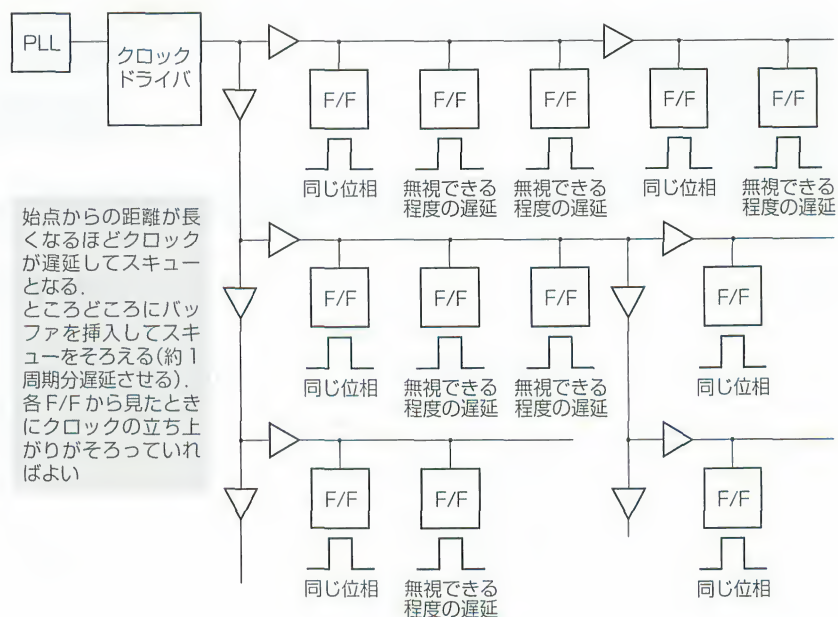 PLL
クロック
ドライバ
F/F
F/F
F/F
F/F
F/F
同じ位相
無視できる
程度の遅延
無視できる
程度の遅延
同じ位相
無視できる
程度の遅延
始点からの距離が長
くなるほどクロック
が遅延してスキュー
となる.
ところどころにバッ
ファを挿入してスキ
ューをそろえる(約1
周期分遅延させる).
各F/Fから見たとき
にクロックの立ち上
がりがそろっていれ
ばよい
F/F
F/F
F/F
F/F
同じ位相
無視できる
程度の遅延
無視できる
程度の遅延
同じ位相
F/F
F/F
F/F
同じ位相
無視できる
程度の遅延
同じ位相